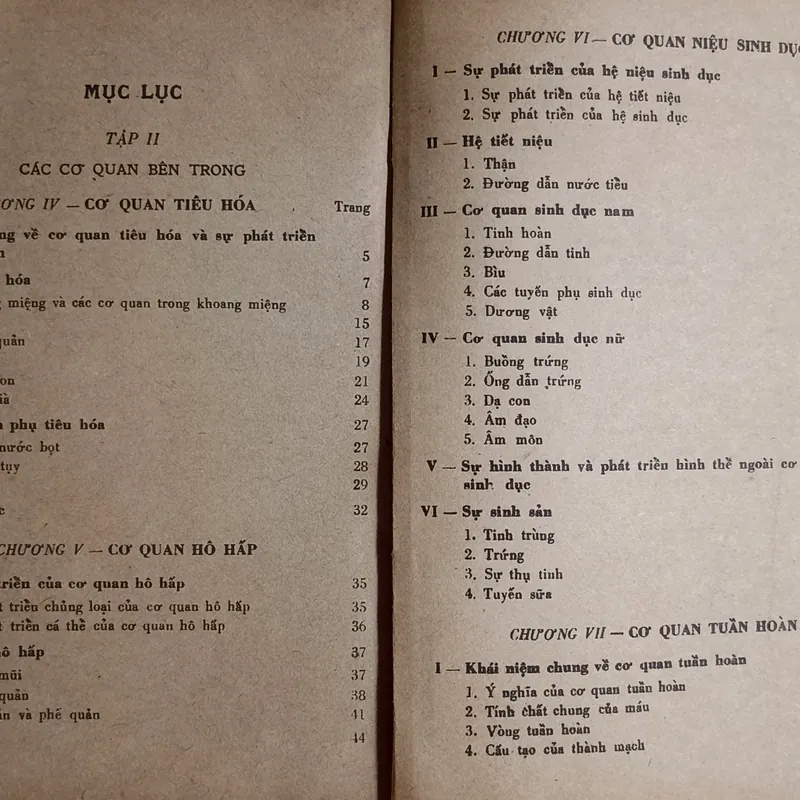 MỤC LỤC
TẬP II
CÁC CƠ QUAN BÊN TRONG
IV — CƠ QUAN TIÊU HÓA . Trang
về cơ quan tiêu hóa và sự phát triển
5
hóa 7
miệng và các cơ quan trong khoang miệng 8
15
quản 17
19
21
24
phụ tiêu hóa 27
nước bọt 27
tụy 28
29
32
CHƯƠNG V — CƠ QUAN HÔ HẤP
triển của cơ quan hô hấp 35
triển chủng loại của cơ quan hô hấp 35
triển cá thể của cơ quan hô hấp 36
hô hấp 37
mũi 37
quản 38
và phế quản 41
44
CHƯƠNG VI — CƠ QUAN NIỆU SINH DỤC
I — Sự phát triển của hệ niệu sinh dục
1. Sự phát triển của hệ tiết niệu
2. Sự phát triển của hệ sinh dục
II — Hệ tiết niệu
1. Thận
2. Đường dẫn nước tiểu
III — Cơ quan sinh dục nam
1. Tinh hoàn
2. Đường dẫn tinh
3. Bìu
4. Các tuyến phụ sinh dục
5. Dương vật
IV — Cơ quan sinh dục nữ
1. Buồng trứng
2. Ống dẫn trứng
3. Dạ con
4. Âm đạo
5. Âm môn
V — Sự hình thành và phát triển hình thể ngoài cơ
sinh dục
VI — Sự sinh sản
1. Tinh trùng
2. Trứng
3. Sự thụ tinh
4. Tuyến sữa
CHƯƠNG VII — CƠ QUAN TUẦN HOÀN
I — Khái niệm chung về cơ quan tuần hoàn
1. Ý nghĩa của cơ quan tuần hoàn
2. Tính chất chung của máu
3. Vòng tuần hoàn
4. Cấu tạo của thành mạch